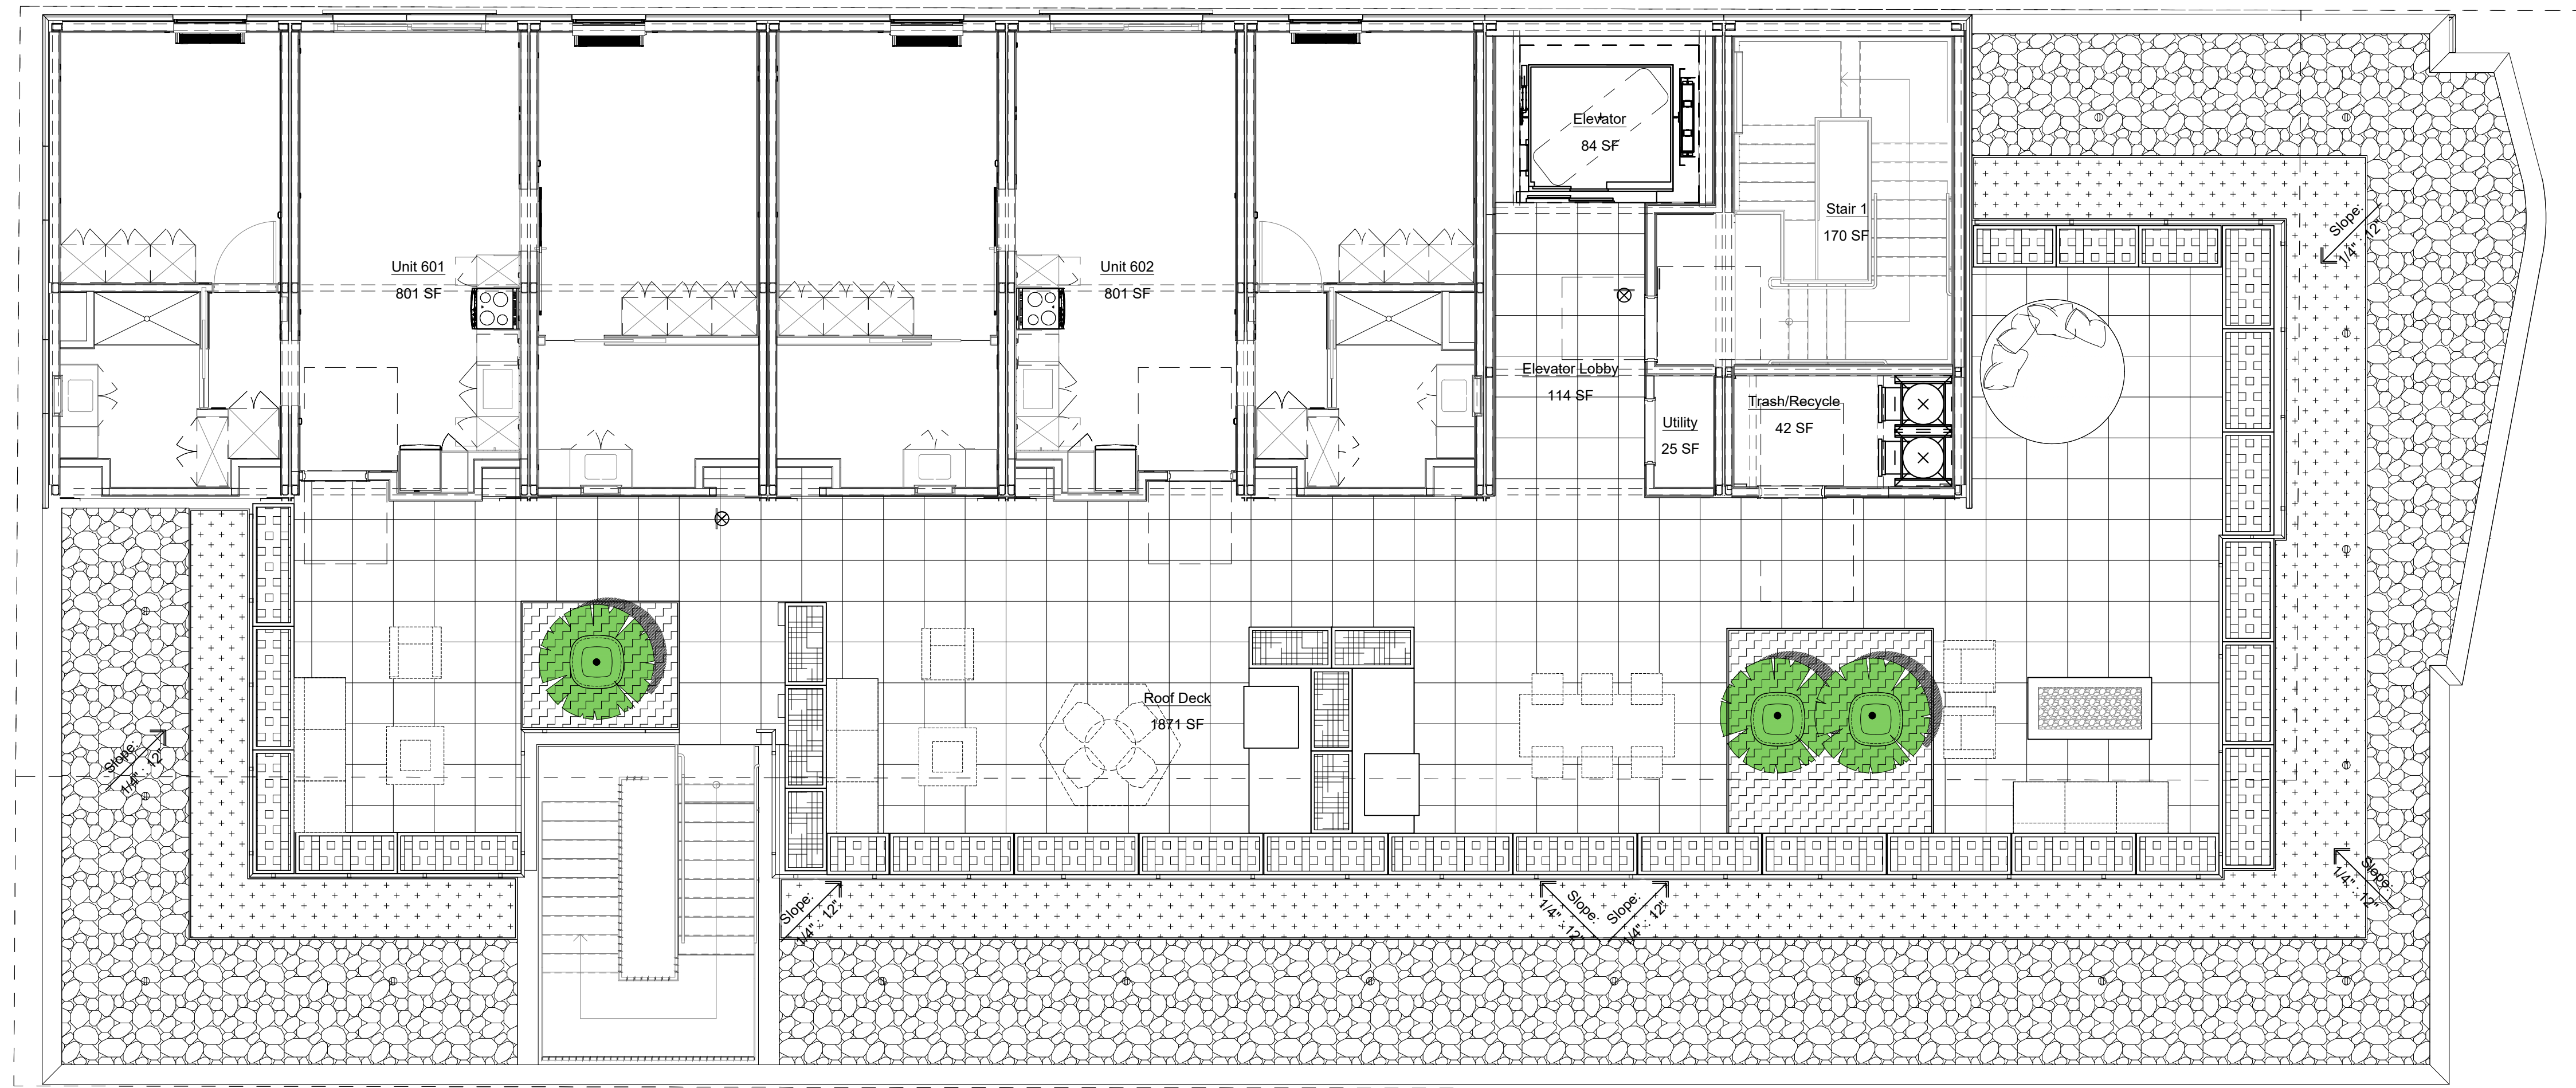 Elevator
84 SF
Stair 1
170 SF
Slope:
1/4" : 12"
Unit 601
801 SF
Unit 602
801 SF
Elevator Lobby
114 SF
Utility
25 SF
Trash/Recycle
42 SF
Roof Deck
1871 SF
Slope:
1/4" : 12"
Slope:
1/4" : 12"
Slope:
1/4" : 12"
Slope:
1/4" : 12"
Slope:
1/4" : 12"